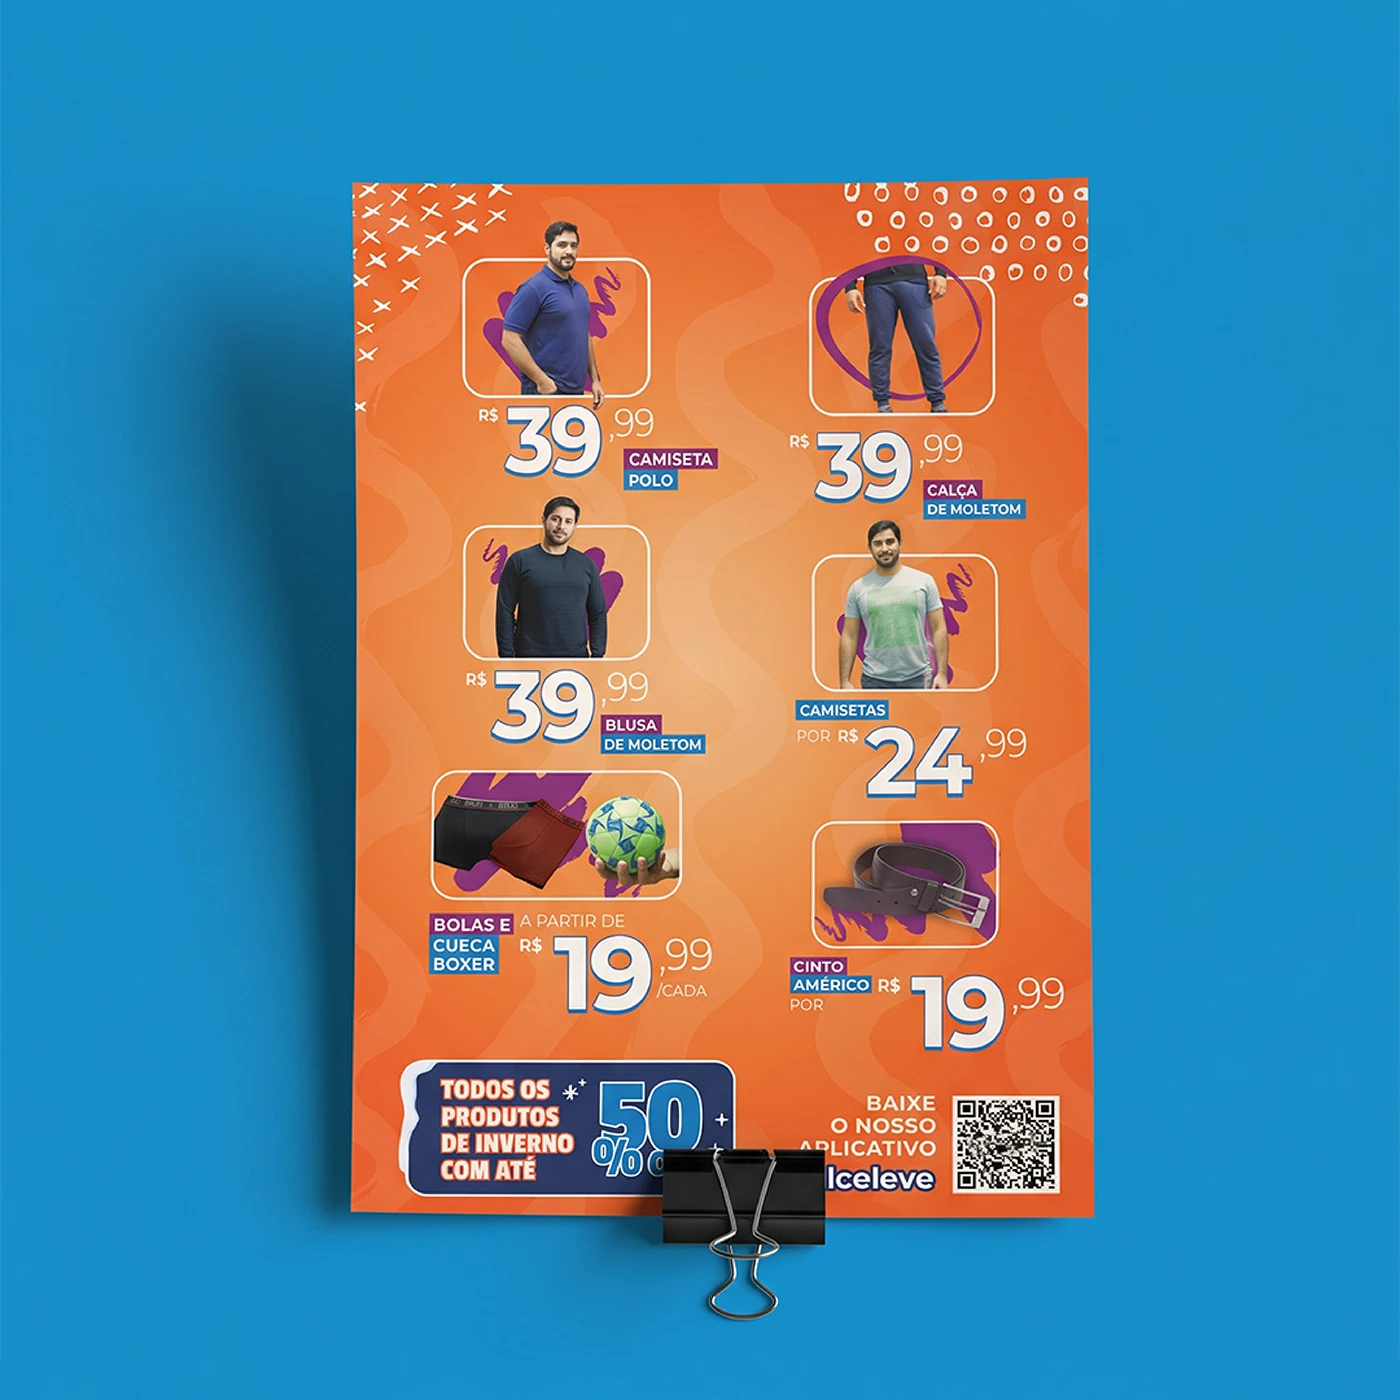 R$ 39,99
CAMISETA
POLO
R$ 39,99
CALÇA
DE MOLETOM
R$ 39,99
BLUSA
DE MOLETOM
CAMISETAS
POR R$ 24,99
BOLAS E
CUECA
BOXER
A PARTIR DE
R$ 19,99
/CADA
CINTO
AMÉRICO
POR
R$ 19,99
TODOS OS
PRODUTOS
DE INVERNO
COM ATÉ
50
%
BAIXE
O NOSSO
APLICATIVO
lceleve